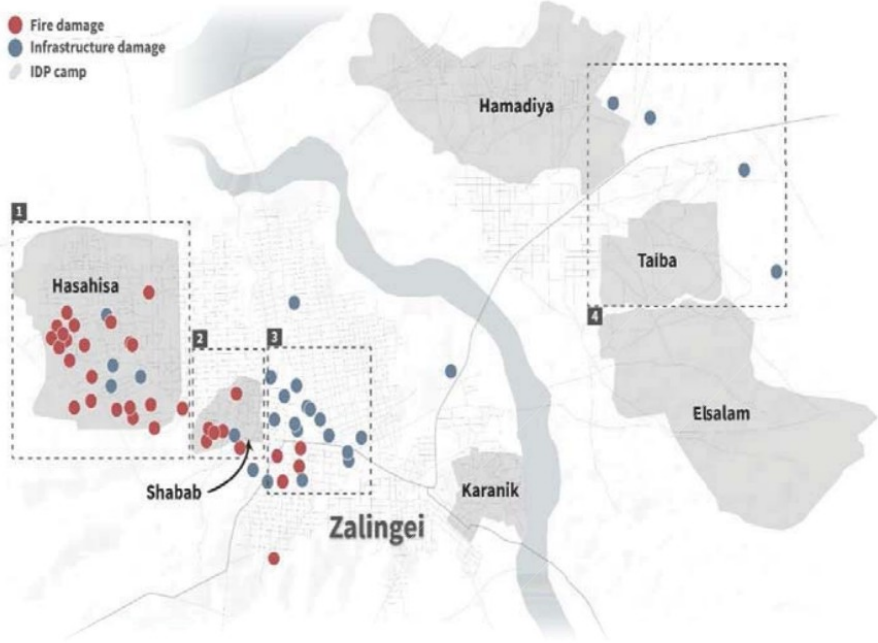 Fire damage
Infrastructure damage
IDP camp
Hamadiya
1
Hasahisa
Taiba
2
3
4
Elsalam
Shabab
Karanik
Zalingei